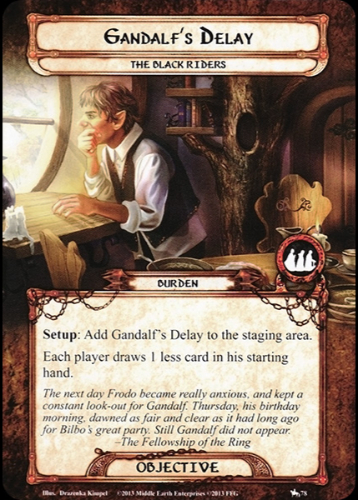 Gandalf's Delay
The Black Riders
Burden
Setup: Add Gandalf's Delay to the staging area.
Each player draws 1 less card in his starting
hand.
The next day Frodo became really anxious, and kept a
constant look-out for Gandalf. Thursday, his birthday
morning, dawned as fair and clear as it had long ago
for Bilbo's great party. Still Gandalf did not appear.
–The Fellowship of the Ring
Objective
Illus. Drazenka Kimpel ©2013 Middle Earth Enterprises ©2013 FFG 78